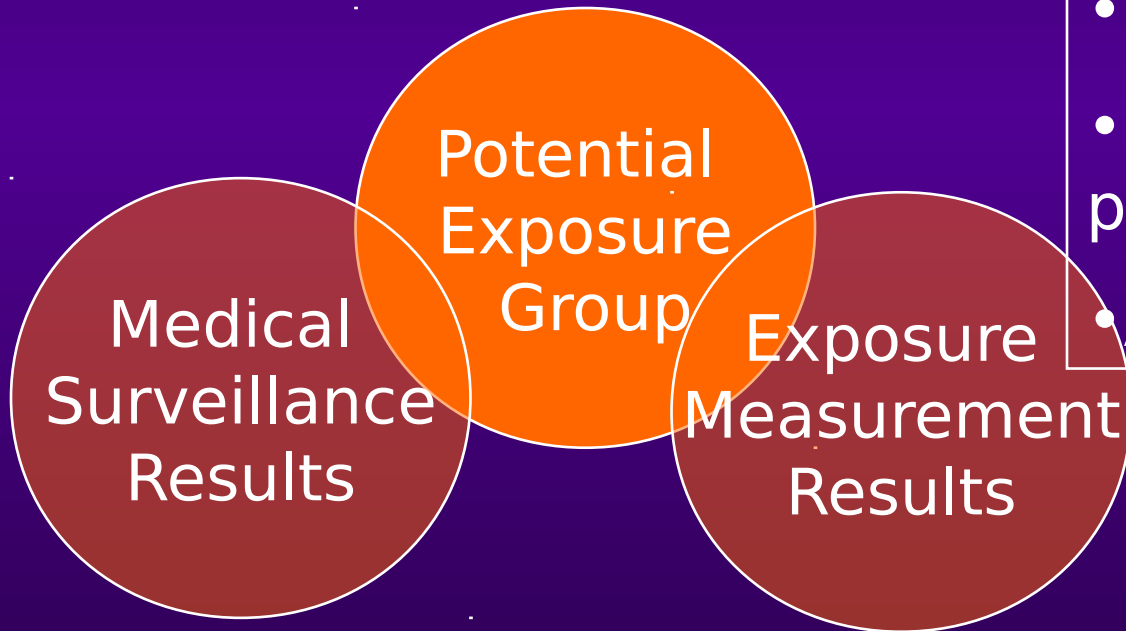 Potential
Exposure
Group
Medical
Surveillance
Results
Exposure
Measurement
Results
•
•
p
•